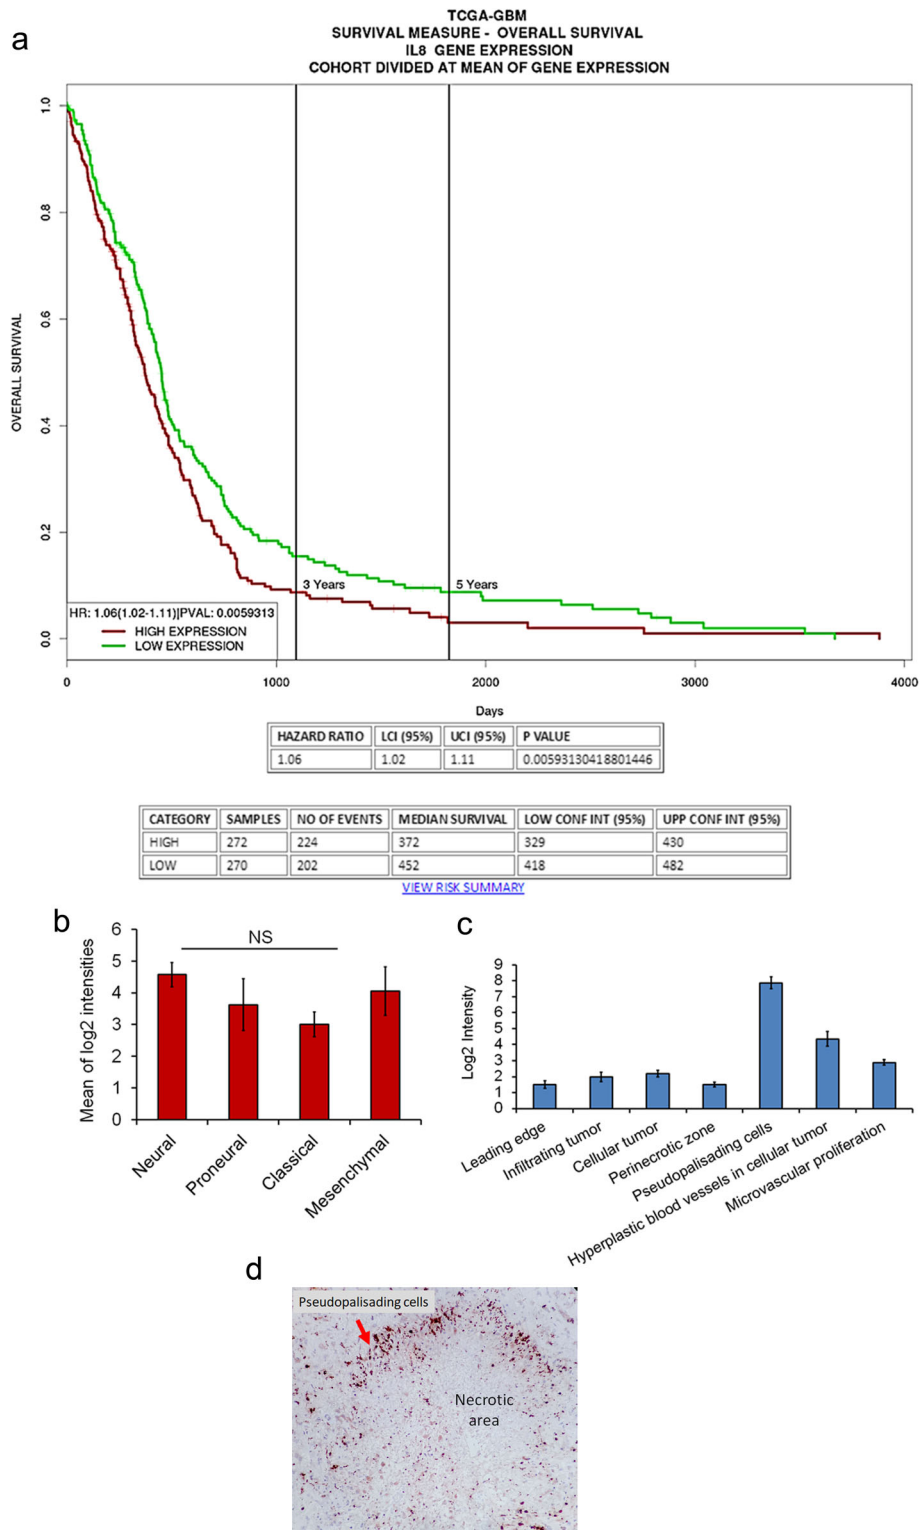 a
TCGA-GBM
SURVIVAL MEASURE - OVERALL SURVIVAL
IL8 GENE EXPRESSION
COHORT DIVIDED AT MEAN OF GENE EXPRESSION
OVERALL SURVIVAL
1.0
0.8
0.6
0.4
0.2
0.0
3 Years
5 Years
HR: 1.06(1.02-1.11)|PVAL: 0.0059313
HIGH EXPRESSION
LOW EXPRESSION
0 1000 2000 3000 4000
Days
HAZARD RATIO LCI (95%) UCI (95%) P VALUE
1.06 1.02 1.11 0.00593130418801446
CATEGORY SAMPLES NO OF EVENTS MEDIAN SURVIVAL LOW CONF INT (95%) UPP CONF INT (95%)
HIGH 272 224 372 329 430
LOW 270 202 452 418 482
VIEW RISK SUMMARY
b
Mean of log2 intensities
6
5
4
3
2
1
0
NS
Neural
Proneural
Classical
Mesenchymal
c
Log2 Intensity
9
8
7
6
5
4
3
2
1
0
Leading edge
Infiltrating tumor
Cellular tumor
Perinecrotic zone
Pseudopalisading cells
Hyperplastic blood vessels in cellular tumor
Microvascular proliferation
d
Pseudopalisading cells
Necrotic
area